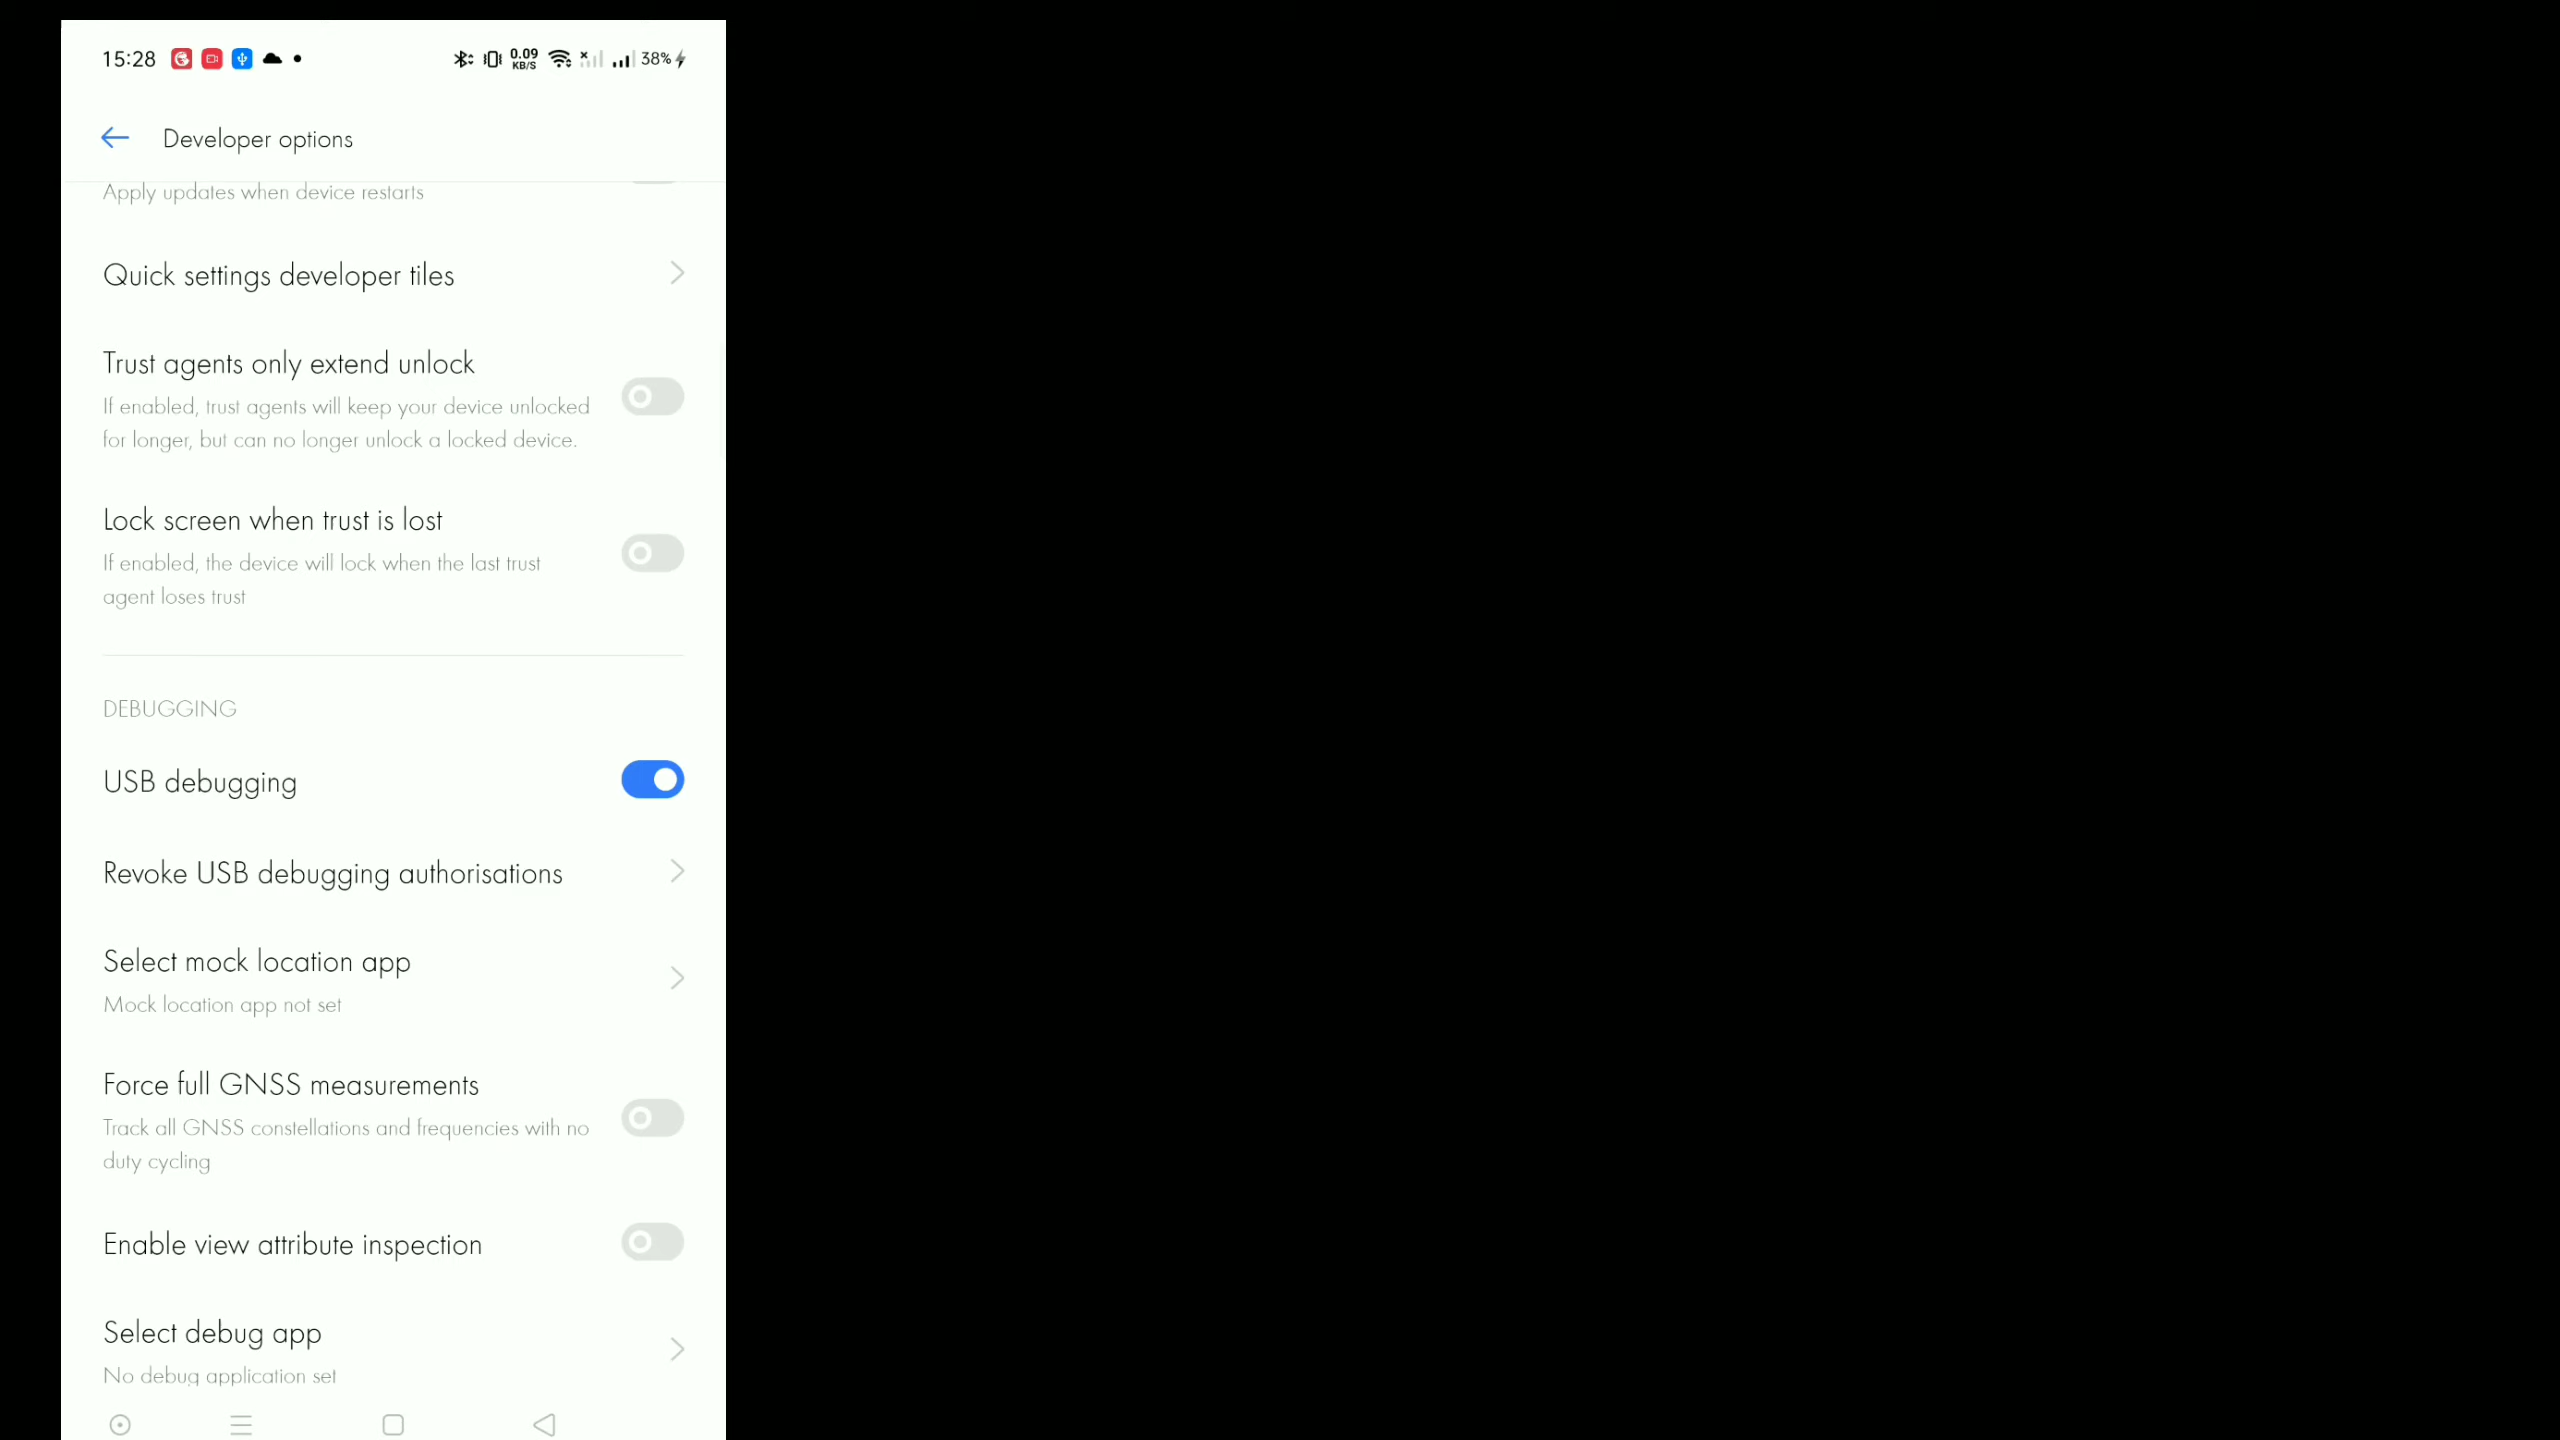 15:28 0.09 KB/S 38%
Developer options
Apply updates when device restarts
Quick settings developer tiles
Trust agents only extend unlock
If enabled, trust agents will keep your device unlocked
for longer, but can no longer unlock a locked device.
Lock screen when trust is lost
If enabled, the device will lock when the last trust
agent loses trust
DEBUGGING
USB debugging
Revoke USB debugging authorisations
Select mock location app
Mock location app not set
Force full GNSS measurements
Track all GNSS constellations and frequencies with no
duty cycling
Enable view attribute inspection
Select debug app
No debug application set